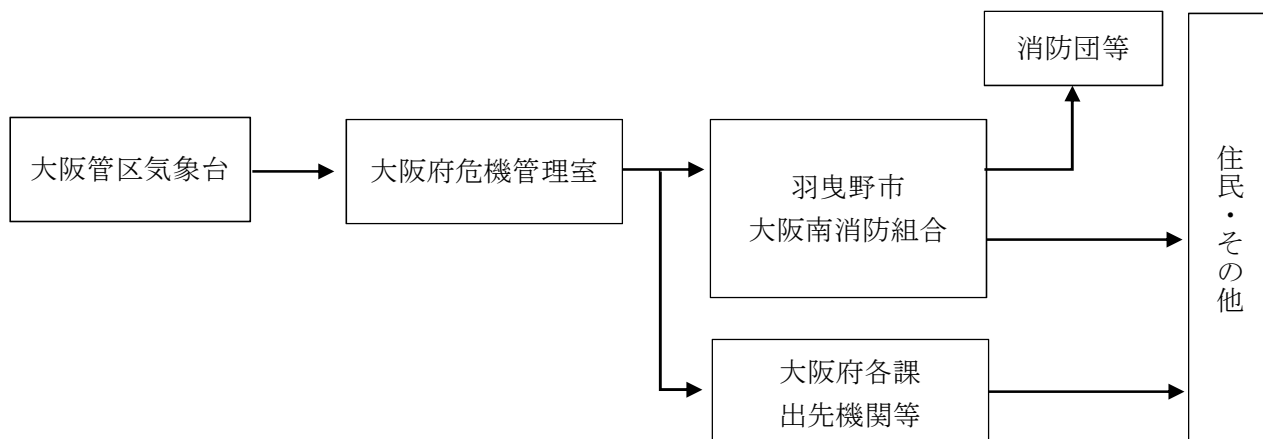 消防団等
大阪管区気象台
大阪府危機管理室
羽曳野市
大阪南消防組合
住民・その他
大阪府各課
出先機関等